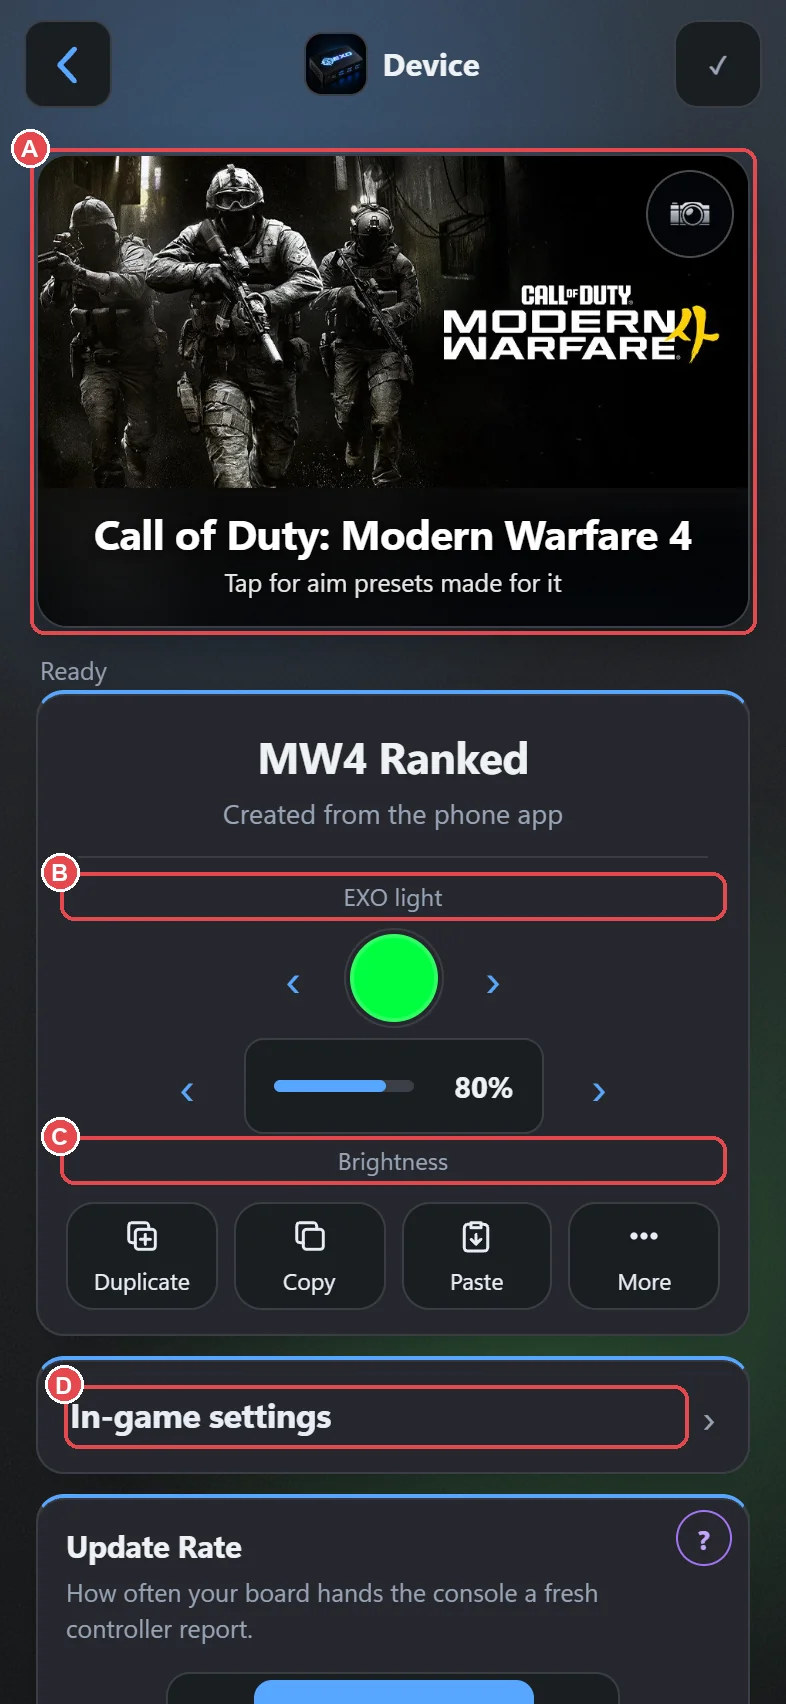 EXO
Device
A
CALL OF DUTY
MODERN
WARFARE 4
Call of Duty: Modern Warfare 4
Tap for aim presets made for it
Ready
MW4 Ranked
Created from the phone app
B
EXO light
80%
C
Brightness
Duplicate
Copy
Paste
More
D
In-game settings
Update Rate
?
How often your board hands the console a fresh
controller report.